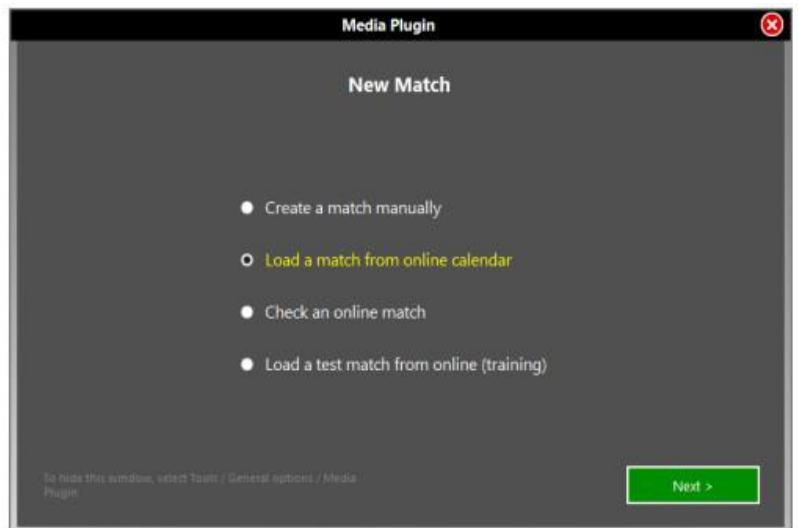 Media Plugin
New Match
Create a match manually
Load a match from online calendar
Check an online match
Load a test match from online (training)
To hide this window, select Tools / General options / Media
Plugin
Next >